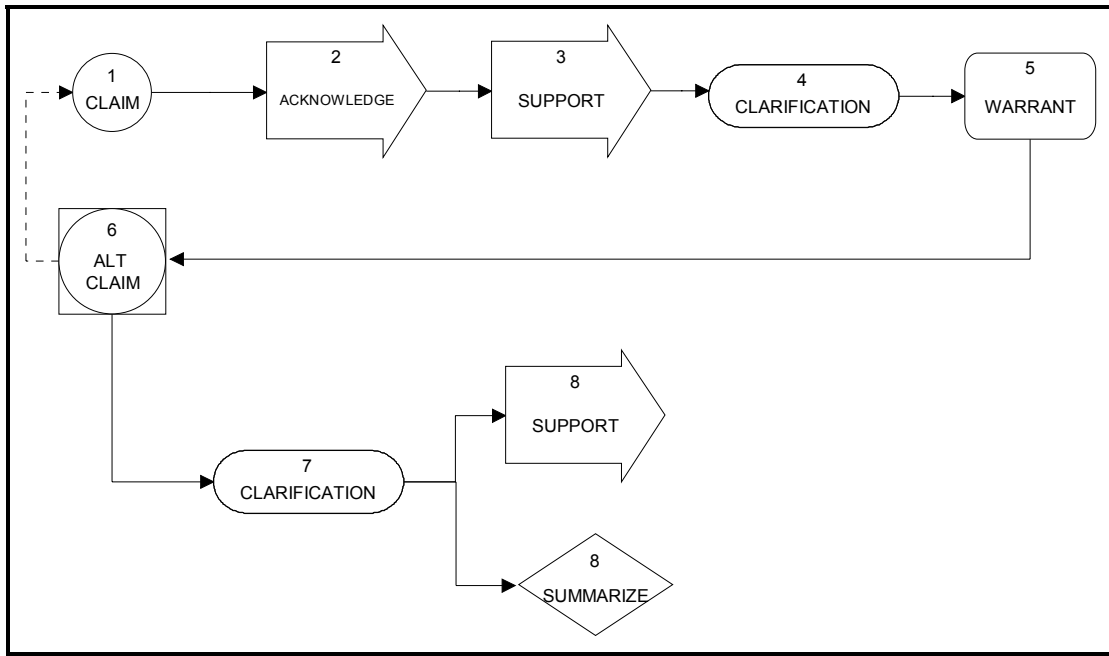 1
CLAIM
2
ACKNOWLEDGE
3
SUPPORT
4
CLARIFICATION
5
WARRANT
6
ALT
CLAIM
8
SUPPORT
7
CLARIFICATION
8
SUMMARIZE